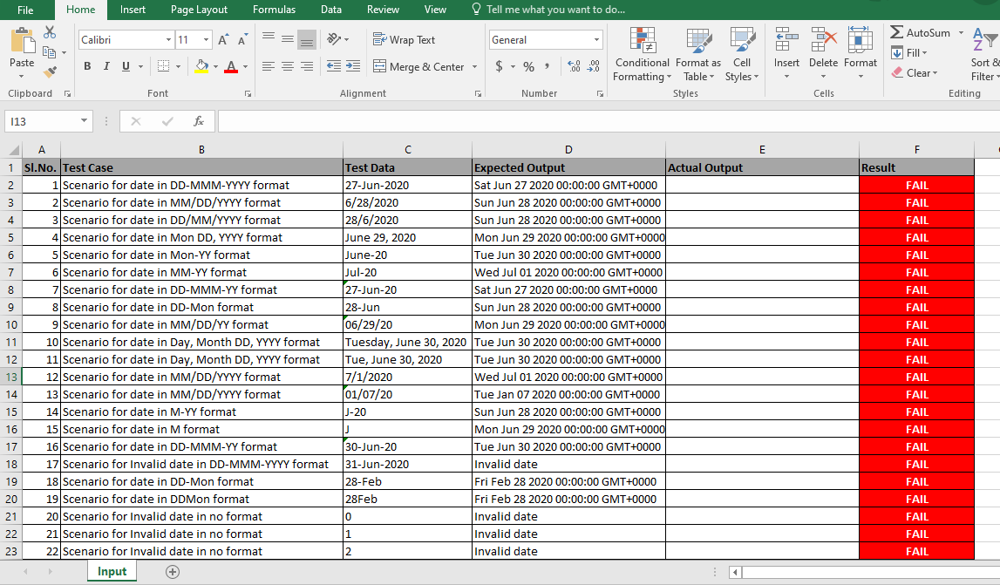 File Home Insert Page Layout Formulas Data Review View Tell me what you want to do...
Calibri 11 A A Wrap Text General AutoSum
Paste B I U A Merge & Center $ % , Conditional Formatting Format as Table Cell Styles Insert Delete Format Fill Clear Sort & Filter
Clipboard Font Alignment Number Styles Cells Editing
I13 fx
A B C D E F
1 Sl.No. Test Case Test Data Expected Output Actual Output Result
2 1 Scenario for date in DD-MMM-YYYY format 27-Jun-2020 Sat Jun 27 2020 00:00:00 GMT+0000 FAIL
3 2 Scenario for date in MM/DD/YYYY format 6/28/2020 Sun Jun 28 2020 00:00:00 GMT+0000 FAIL
4 3 Scenario for date in DD/MM/YYYY format 28/6/2020 Sun Jun 28 2020 00:00:00 GMT+0000 FAIL
5 4 Scenario for date in Mon DD, YYYY format June 29, 2020 Mon Jun 29 2020 00:00:00 GMT+0000 FAIL
6 5 Scenario for date in Mon-YY format June-20 Tue Jun 30 2020 00:00:00 GMT+0000 FAIL
7 6 Scenario for date in MM-YY format Jul-20 Wed Jul 01 2020 00:00:00 GMT+0000 FAIL
8 7 Scenario for date in DD-MMM-YY format 27-Jun-20 Sat Jun 27 2020 00:00:00 GMT+0000 FAIL
9 8 Scenario for date in DD-Mon format 28-Jun Sun Jun 28 2020 00:00:00 GMT+0000 FAIL
10 9 Scenario for date in MM/DD/YY format 06/29/20 Mon Jun 29 2020 00:00:00 GMT+0000 FAIL
11 10 Scenario for date in Day, Month DD, YYYY format Tuesday, June 30, 2020 Tue Jun 30 2020 00:00:00 GMT+0000 FAIL
12 11 Scenario for date in Day, Month DD, YYYY format Tue, June 30, 2020 Tue Jun 30 2020 00:00:00 GMT+0000 FAIL
13 12 Scenario for date in MM/DD/YYYY format 7/1/2020 Wed Jul 01 2020 00:00:00 GMT+0000 FAIL
14 13 Scenario for date in MM/DD/YYYY format 01/07/20 Tue Jan 07 2020 00:00:00 GMT+0000 FAIL
15 14 Scenario for date in M-YY format J-20 Sun Jun 28 2020 00:00:00 GMT+0000 FAIL
16 15 Scenario for date in M format J Mon Jun 29 2020 00:00:00 GMT+0000 FAIL
17 16 Scenario for date in DD-MMM-YY format 30-Jun-20 Tue Jun 30 2020 00:00:00 GMT+0000 FAIL
18 17 Scenario for Invalid date in DD-MMM-YYYY format 31-Jun-2020 Invalid date FAIL
19 18 Scenario for date in DD-Mon format 28-Feb Fri Feb 28 2020 00:00:00 GMT+0000 FAIL
20 19 Scenario for date in DDMon format 28Feb Fri Feb 28 2020 00:00:00 GMT+0000 FAIL
21 20 Scenario for Invalid date in no format 0 Invalid date FAIL
22 21 Scenario for Invalid date in no format 1 Invalid date FAIL
23 22 Scenario for Invalid date in no format 2 Invalid date FAIL
Input